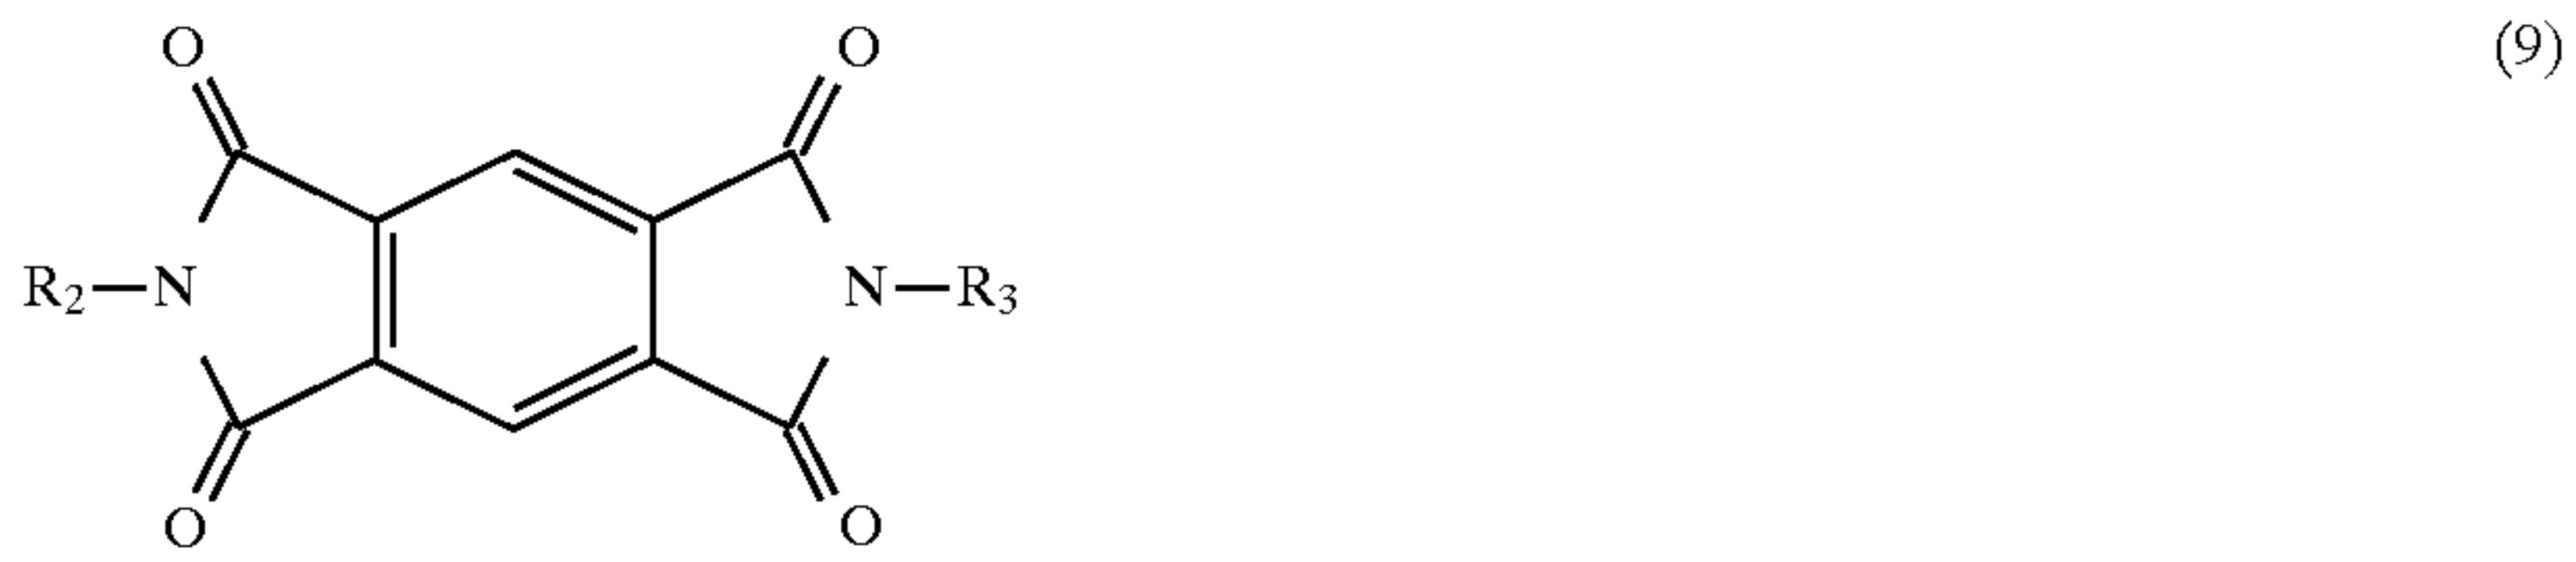 O O (9)
R₂—N N—R₃
O O